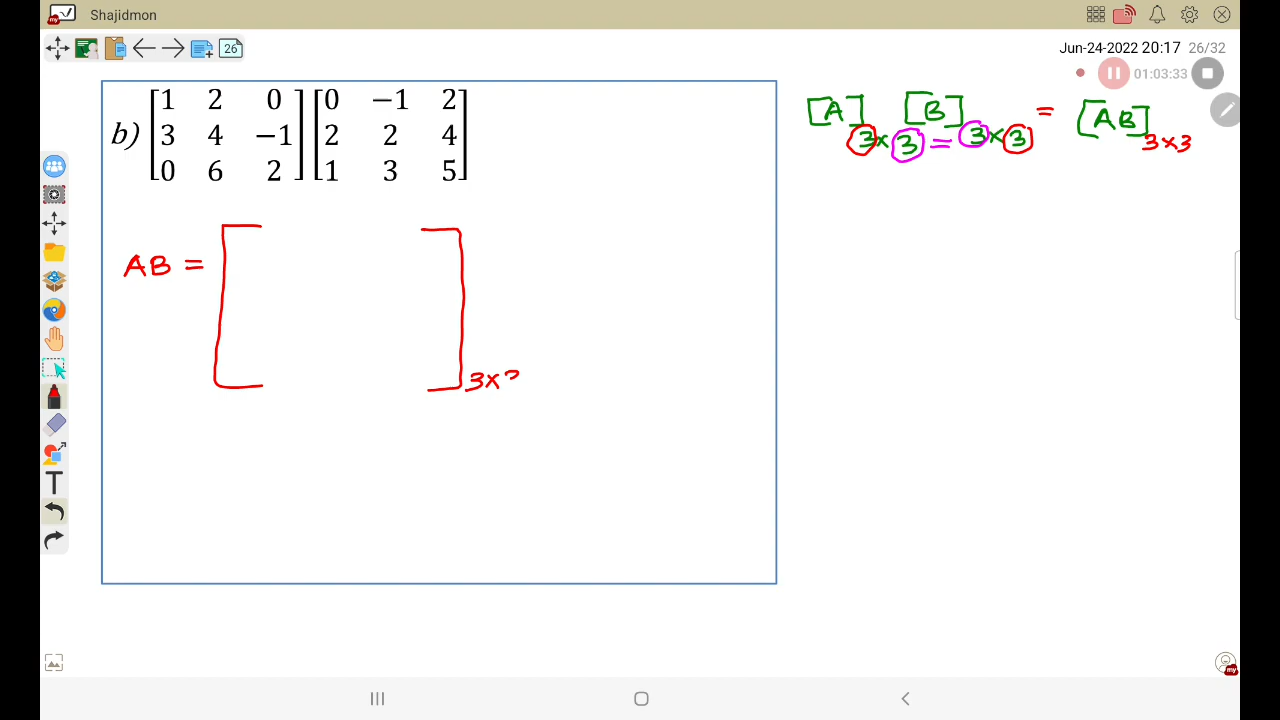 Shajidmon
26
Jun-24-2022 20:17 26/32
01:03:33
b) [1 2 0] [0 −1 2]
[3 4 −1] [2 2 4]
[0 6 2] [1 3 5]
[A]3×3 = [B]3×3 = [AB]3×3
AB = [ ]3×
T